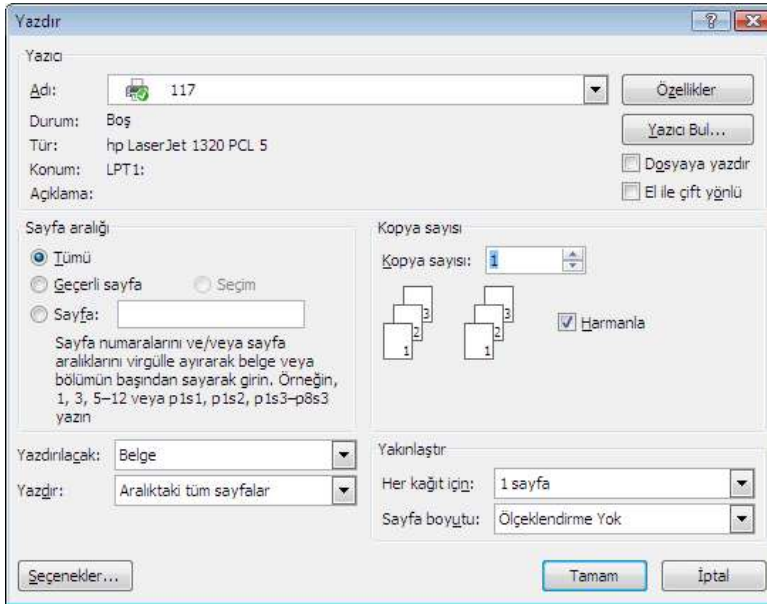 Yazdır
Yazıcı
Adı: 117 Özellikler
Durum: Boş Yazıcı Bul...
Tür: hp LaserJet 1320 PCL 5
Konum: LPT1: Dosyaya yazdır
Açıklama: El ile çift yönlü
Sayfa aralığı
Tümü
Geçerli sayfa Seçim
Sayfa:
Sayfa numaralarını ve/veya sayfa
aralıklarını virgülle ayırarak belge veya
bölümün başından sayarak girin. Örneğin,
1, 3, 5–12 veya p1s1, p1s2, p1s3–p8s3
yazın
Kopya sayısı
Kopya sayısı: 1
3 3
2 2
1 1
Harmanla
Yazdırılacak: Belge
Yazdır: Aralıktaki tüm sayfalar
Yakınlaştır
Her kağıt için: 1 sayfa
Sayfa boyutu: Ölçeklendirme Yok
Seçenekler... Tamam İptal